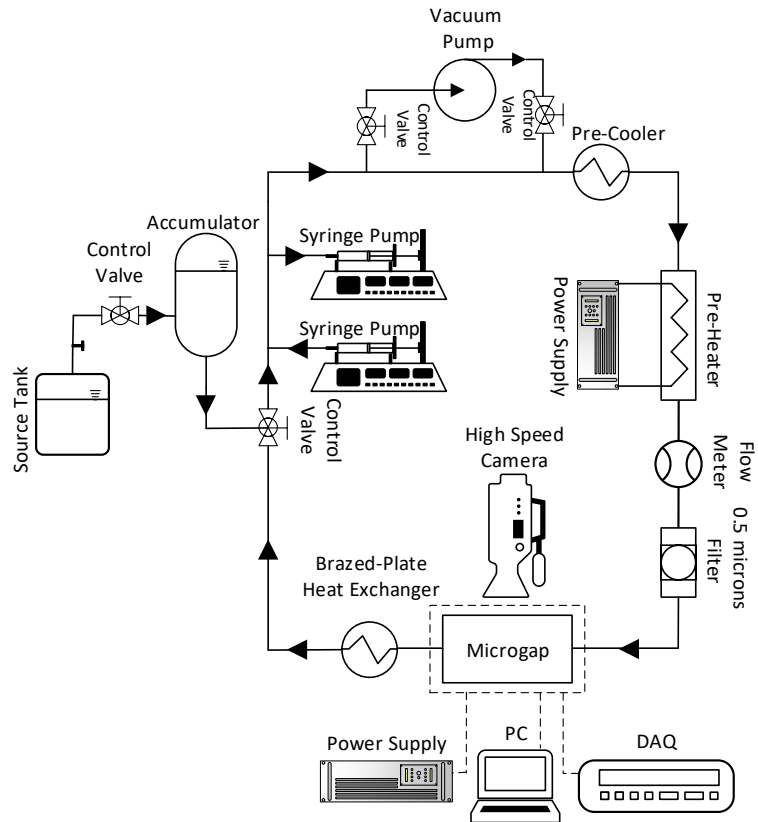 Vacuum
Pump
Control
Valve
Control
Valve
Pre-Cooler
Accumulator
Control
Valve
Syringe Pump
Syringe Pump
Source Tank
Control
Valve
Power Supply
Pre-Heater
Flow
Meter
0.5 microns
Filter
High Speed
Camera
Brazed-Plate
Heat Exchanger
Microgap
Power Supply
PC
DAQ